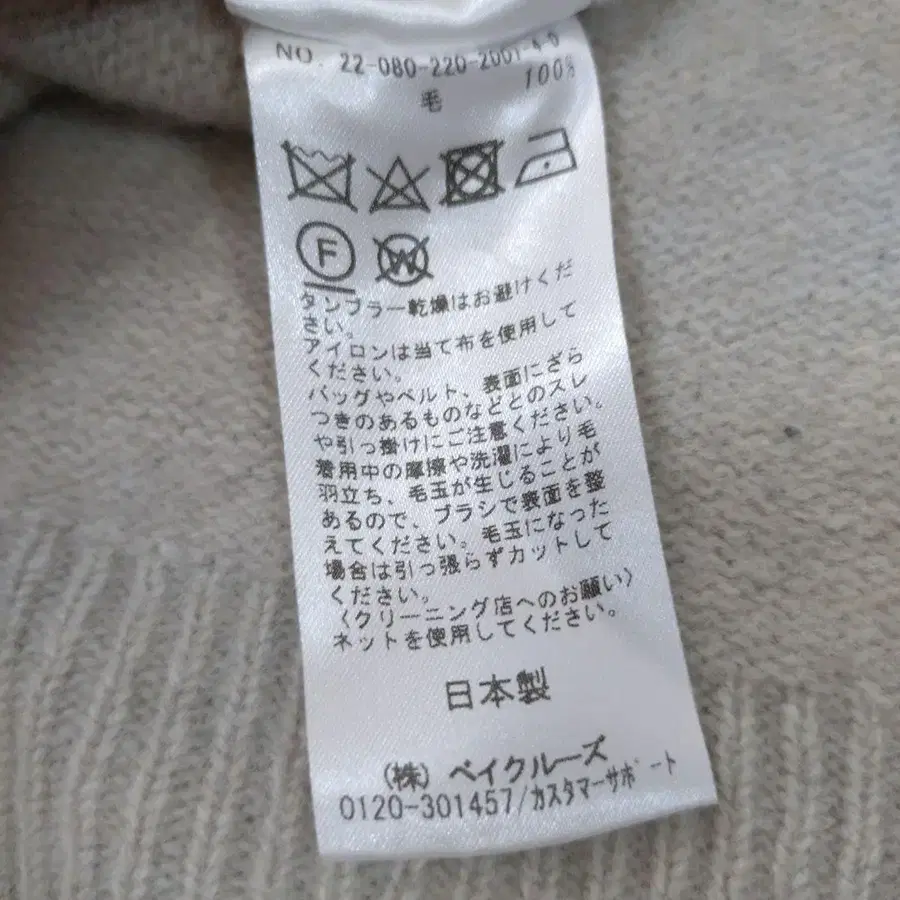 NO. 22-080-220-2001-4-0
毛 100%
F W
タンブラー乾燥はお避けくだ
さい。
アイロンは当て布を使用して
ください。
バッグやベルト、表面にざら
つきのあるものなどとのスレ
や引っ掛けにご注意ください。
着用中の摩擦や洗濯により毛
羽立ち、毛玉が生じることが
あるので、ブラシで表面を整
えてください。毛玉になった
場合は引っ張らずカットして
ください。
〈クリーニング店へのお願い〉
ネットを使用してください。
日本製
(株) ベイクルーズ
0120-301457/カスタマーサポート